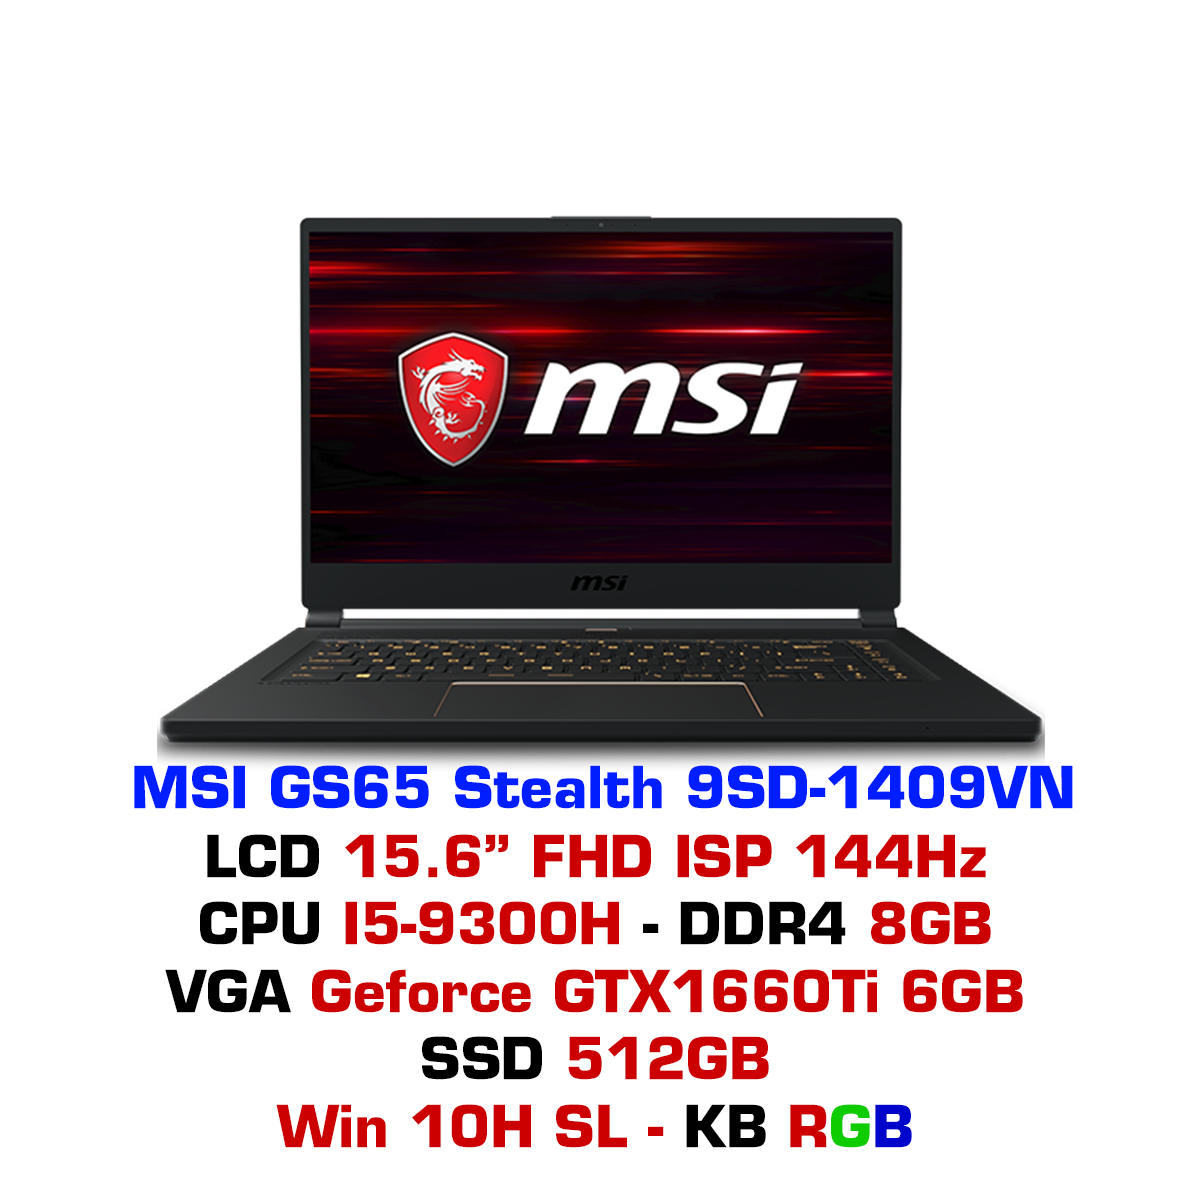 msi
msi
MSI GS65 Stealth 9SD-1409VN
LCD 15.6” FHD ISP 144Hz
CPU I5-9300H - DDR4 8GB
VGA Geforce GTX1660Ti 6GB
SSD 512GB
Win 10H SL - KB RGB